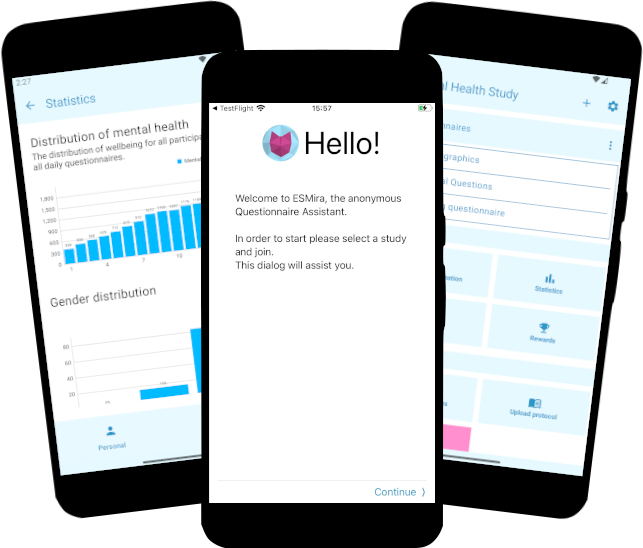 2:27
Statistics
Distribution of mental health
The distribution of wellbeing for all particip
all daily questionnaires.
Mental
1,800
1,500
1,200
900
600
300
0
1
4
7
10
Gender distribution
80
60
40
20
Personal
TestFlight
15:57
Hello!
Welcome to ESMira, the anonymous
Questionnaire Assistant.
In order to start please select a study
and join.
This dialog will assist you.
Continue
l Health Study
nnaires
graphics
al Questions
questionnaire
ation
Statistics
Rewards
es
Upload protocol